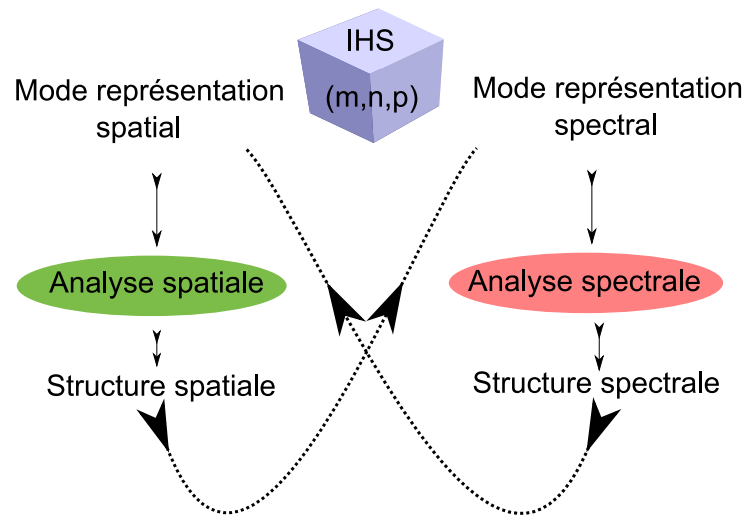 IHS
(m,n,p)
Mode représentation
spatial
Mode représentation
spectral
Analyse spatiale
Analyse spectrale
Structure spatiale
Structure spectrale